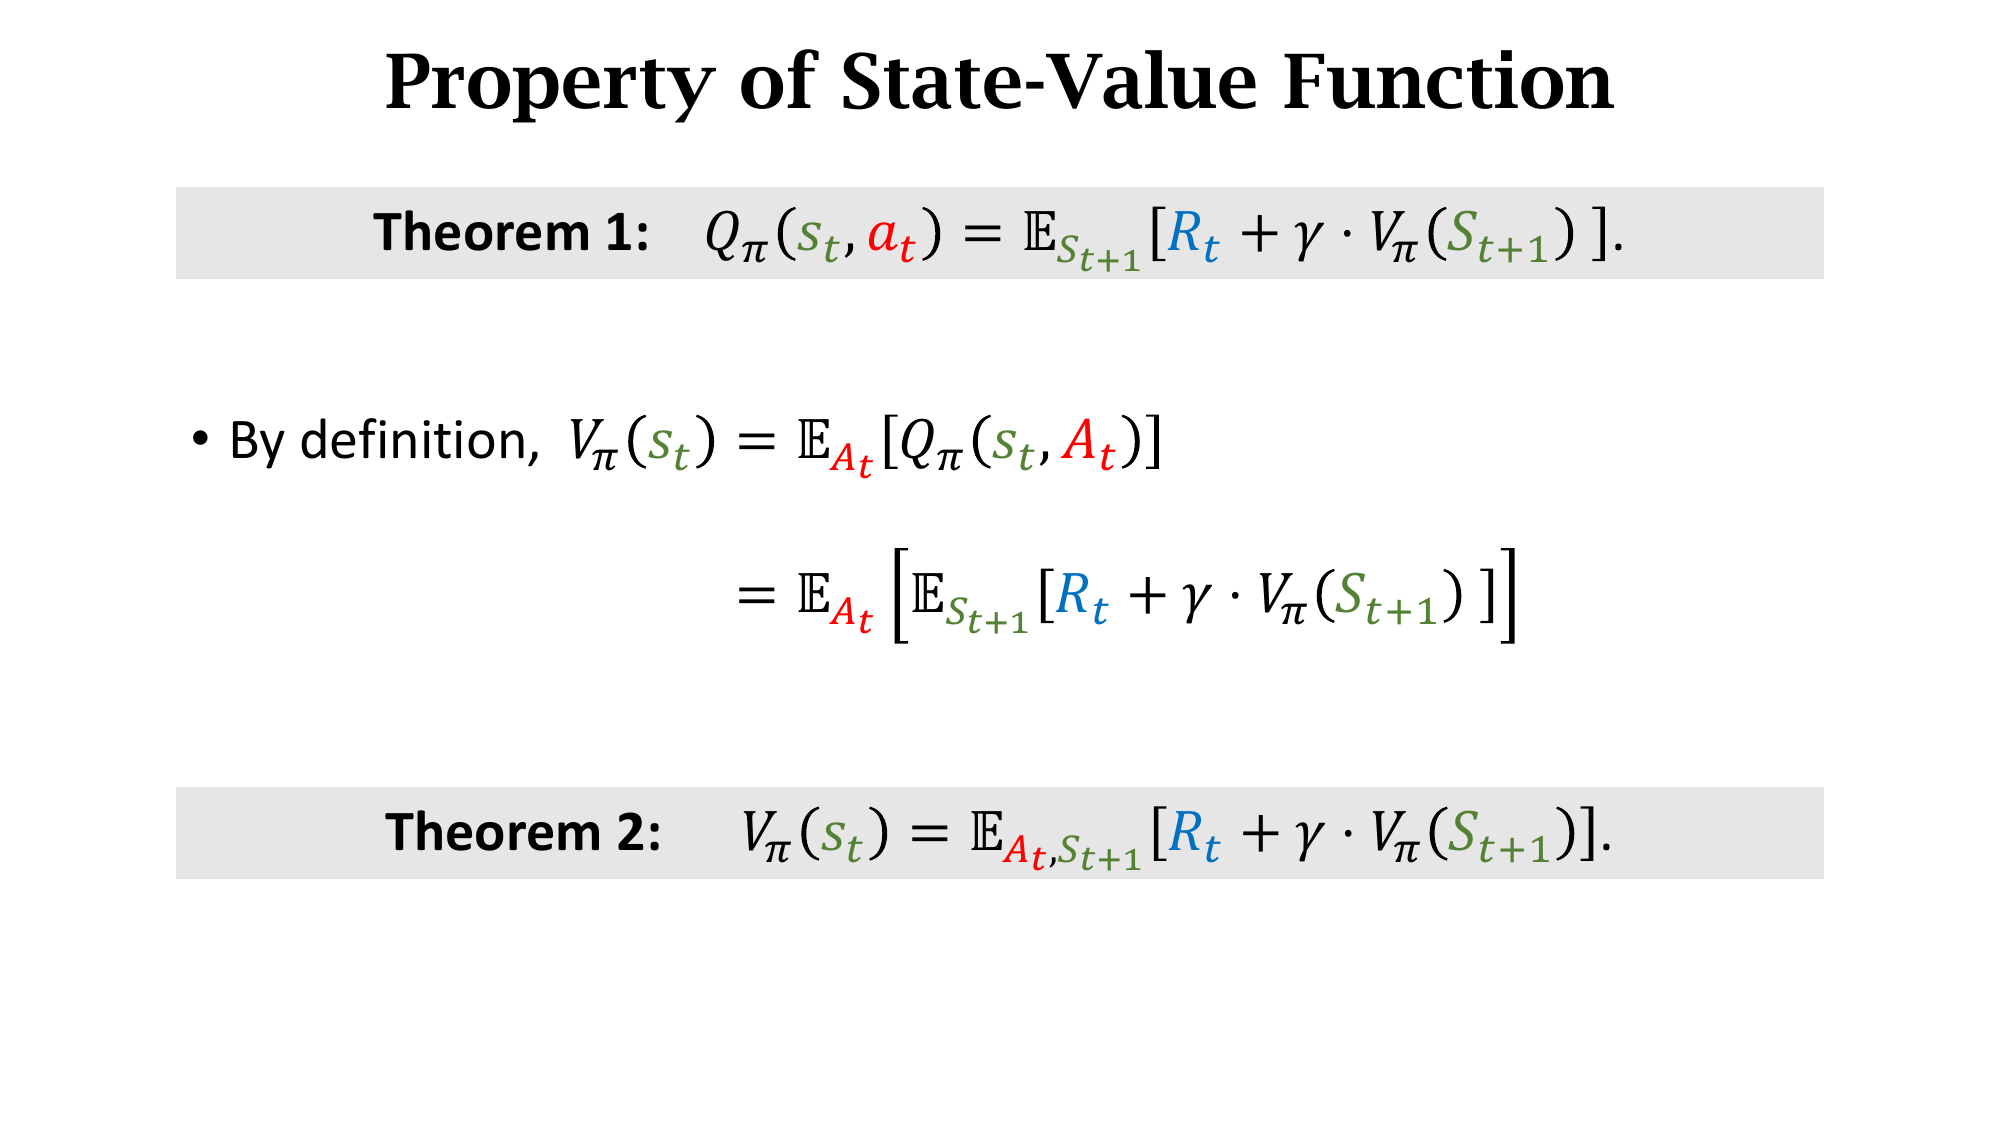 Property of State-Value Function
Theorem 1: $Q_\pi(s_t, a_t) = \mathbb{E}_{S_{t+1}}[R_t + \gamma \cdot V_\pi(S_{t+1})].$
• By definition, $V_\pi(s_t) = \mathbb{E}_{A_t}[Q_\pi(s_t, A_t)]$
$= \mathbb{E}_{A_t}\left[\mathbb{E}_{S_{t+1}}[R_t + \gamma \cdot V_\pi(S_{t+1})]\right]$
Theorem 2: $V_\pi(s_t) = \mathbb{E}_{A_t, S_{t+1}}[R_t + \gamma \cdot V_\pi(S_{t+1})].$